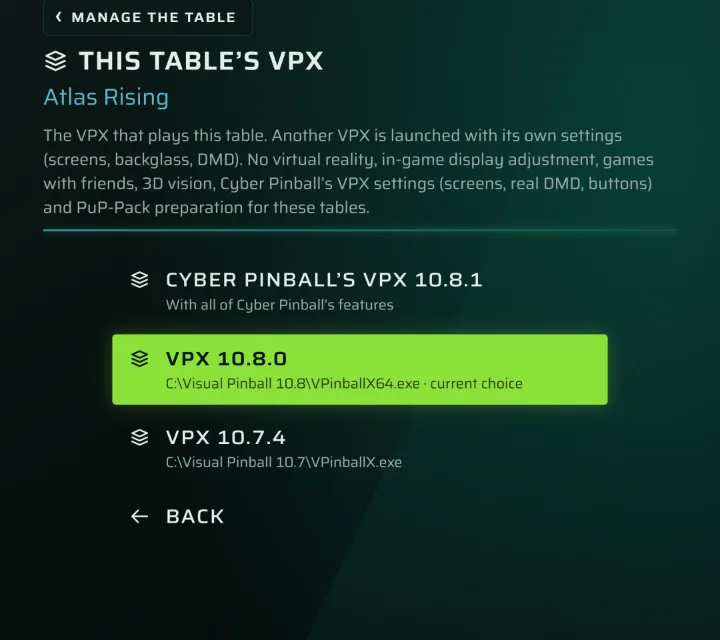 ‹ MANAGE THE TABLE
THIS TABLE’S VPX
Atlas Rising
The VPX that plays this table. Another VPX is launched with its own settings
(screens, backglass, DMD). No virtual reality, in-game display adjustment, games
with friends, 3D vision, Cyber Pinball’s VPX settings (screens, real DMD, buttons)
and PuP-Pack preparation for these tables.
CYBER PINBALL’S VPX 10.8.1
With all of Cyber Pinball’s features
VPX 10.8.0
C:\Visual Pinball 10.8\VPinballX64.exe · current choice
VPX 10.7.4
C:\Visual Pinball 10.7\VPinballX.exe
← BACK